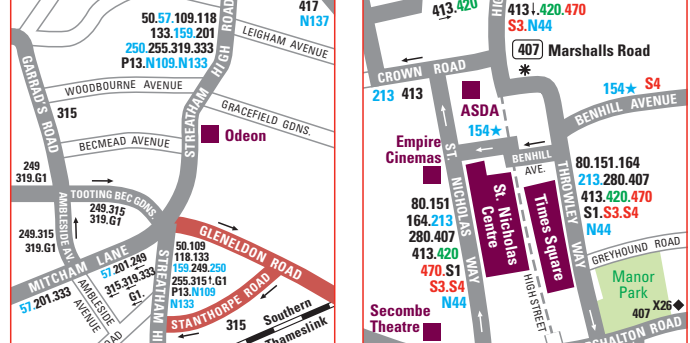 417
N137
50.57.109.118
133.159.201
250.255.319.333
P13.N109.N133
STREATHAM HIGH ROAD
LEIGHAM AVENUE
GARRAD'S ROAD
WOODBOURNE AVENUE
315
GRACEFIELD GDNS.
BECMEAD AVENUE
Odeon
249
319.G1
TOOTING BEC GDNS.
249.315
319.G1
AMBLESIDE AV.
249.315
319.G1
MITCHAM LANE
57.201.249
315.319.333
G1
57.201.333
AMBLESIDE AVENUE
ROAD
GLENELDON ROAD
50.109
118.133
159.249.250
255.315↑.G1
P13.N109
N133
STREATHAM HI
STANTHORPE ROAD
315
Southern
Thameslink
413.420
HI
413↓.420.470
S3.N44
407 Marshalls Road
CROWN ROAD
213 413
ASDA
154★
154★ S4
BENHILL AVENUE
Empire
Cinemas
ST. NICHOLAS WAY
BENHILL
AVE.
THROWLEY WAY
80.151.164
213.280.407
413.420.470
S1.S3.S4
N44
80.151
164.213
280.407
413.420
470.S1
S3.S4
N44
St. Nicholas
Centre
Times Square
HIGH STREET
GREYHOUND ROAD
Manor
Park
X26
407
SHALTON ROAD
Secombe
Theatre